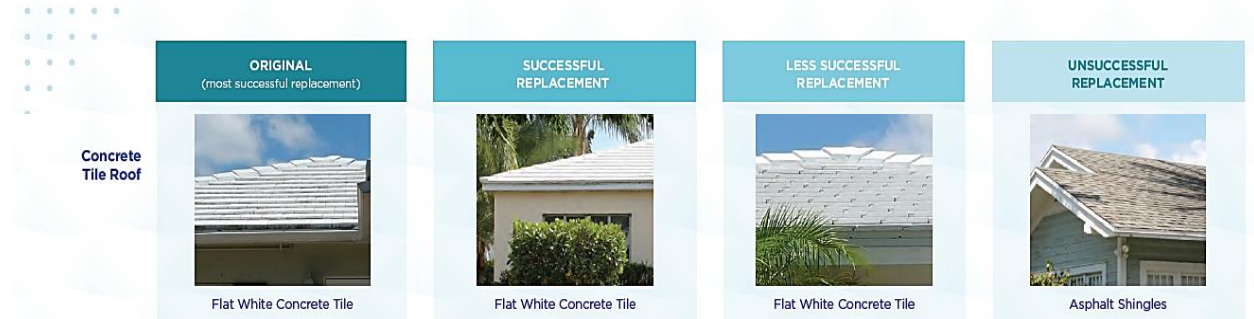 ORIGINAL
(most successful replacement)
SUCCESSFUL
REPLACEMENT
LESS SUCCESSFUL
REPLACEMENT
UNSUCCESSFUL
REPLACEMENT
Concrete
Tile Roof
Flat White Concrete Tile
Flat White Concrete Tile
Flat White Concrete Tile
Asphalt Shingles